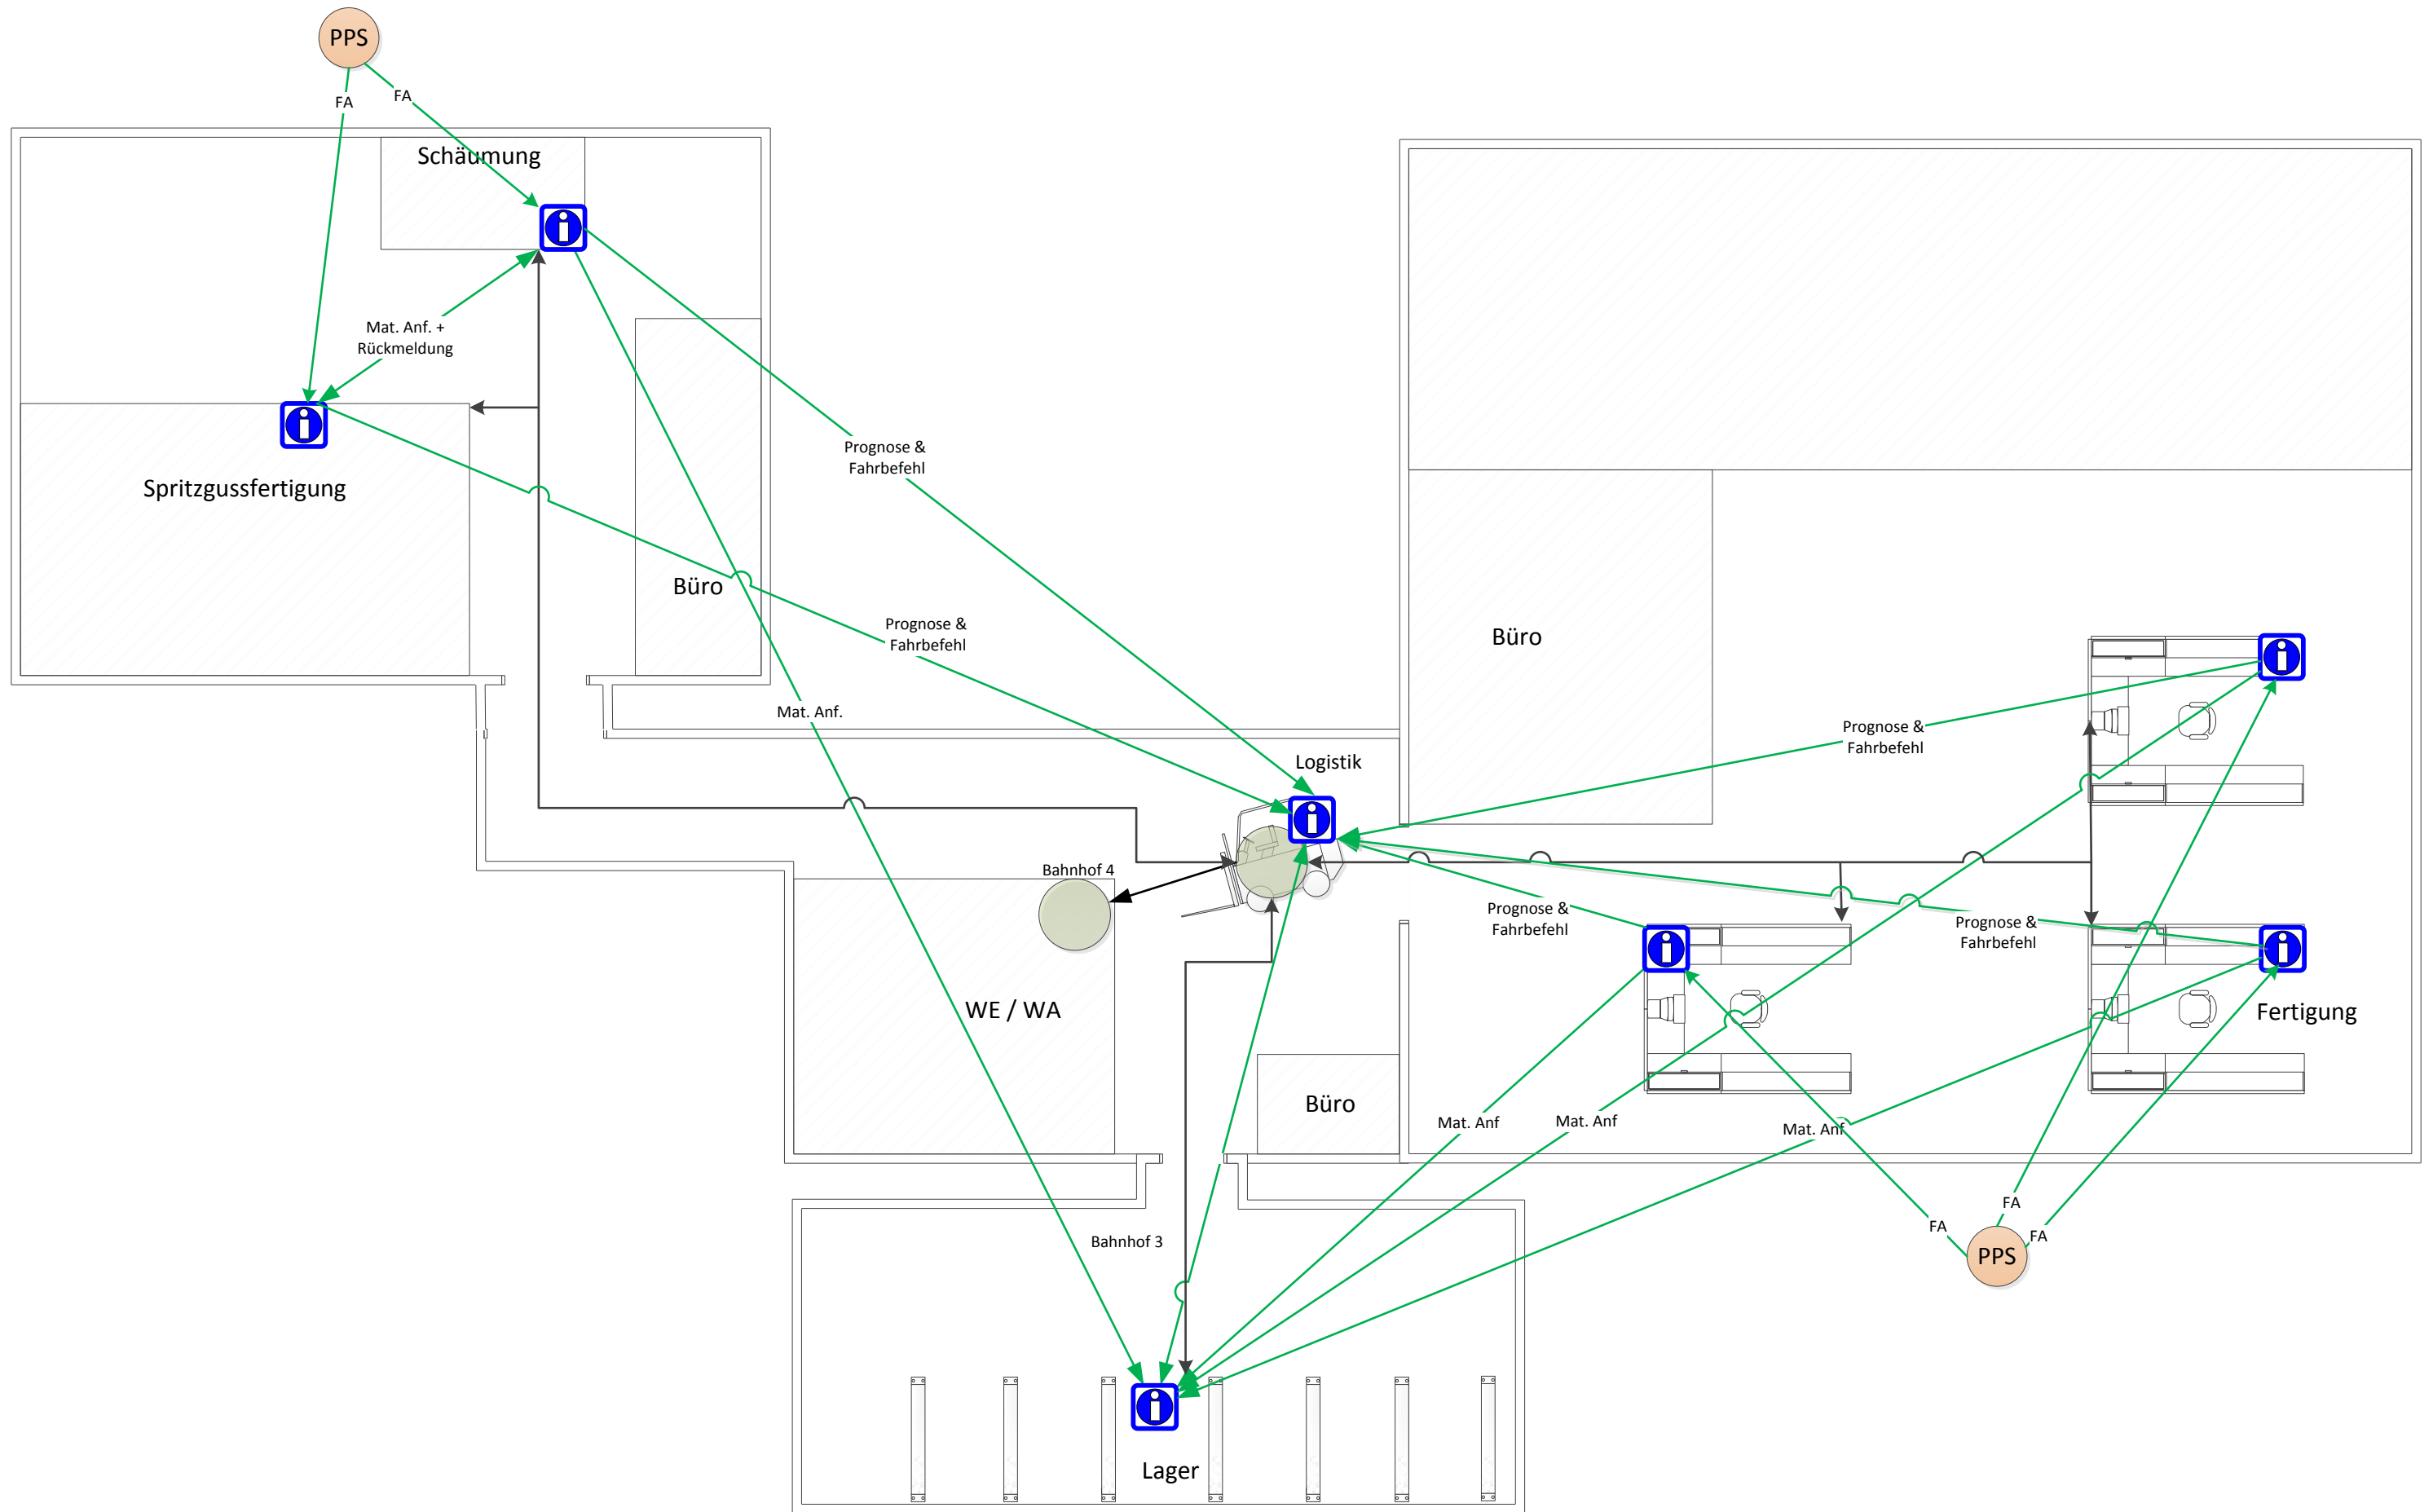 PPS
FA
FA
Schäumung
Mat. Anf. +
Rückmeldung
Prognose &
Fahrbefehl
Spritzgussfertigung
Büro
Prognose &
Fahrbefehl
Büro
Mat. Anf.
Prognose &
Fahrbefehl
Logistik
Bahnhof 4
Prognose &
Fahrbefehl
Prognose &
Fahrbefehl
WE / WA
Fertigung
Büro
Mat. Anf
Mat. Anf
Mat. Anf
FA
FA
FA
Bahnhof 3
PPS
Lager